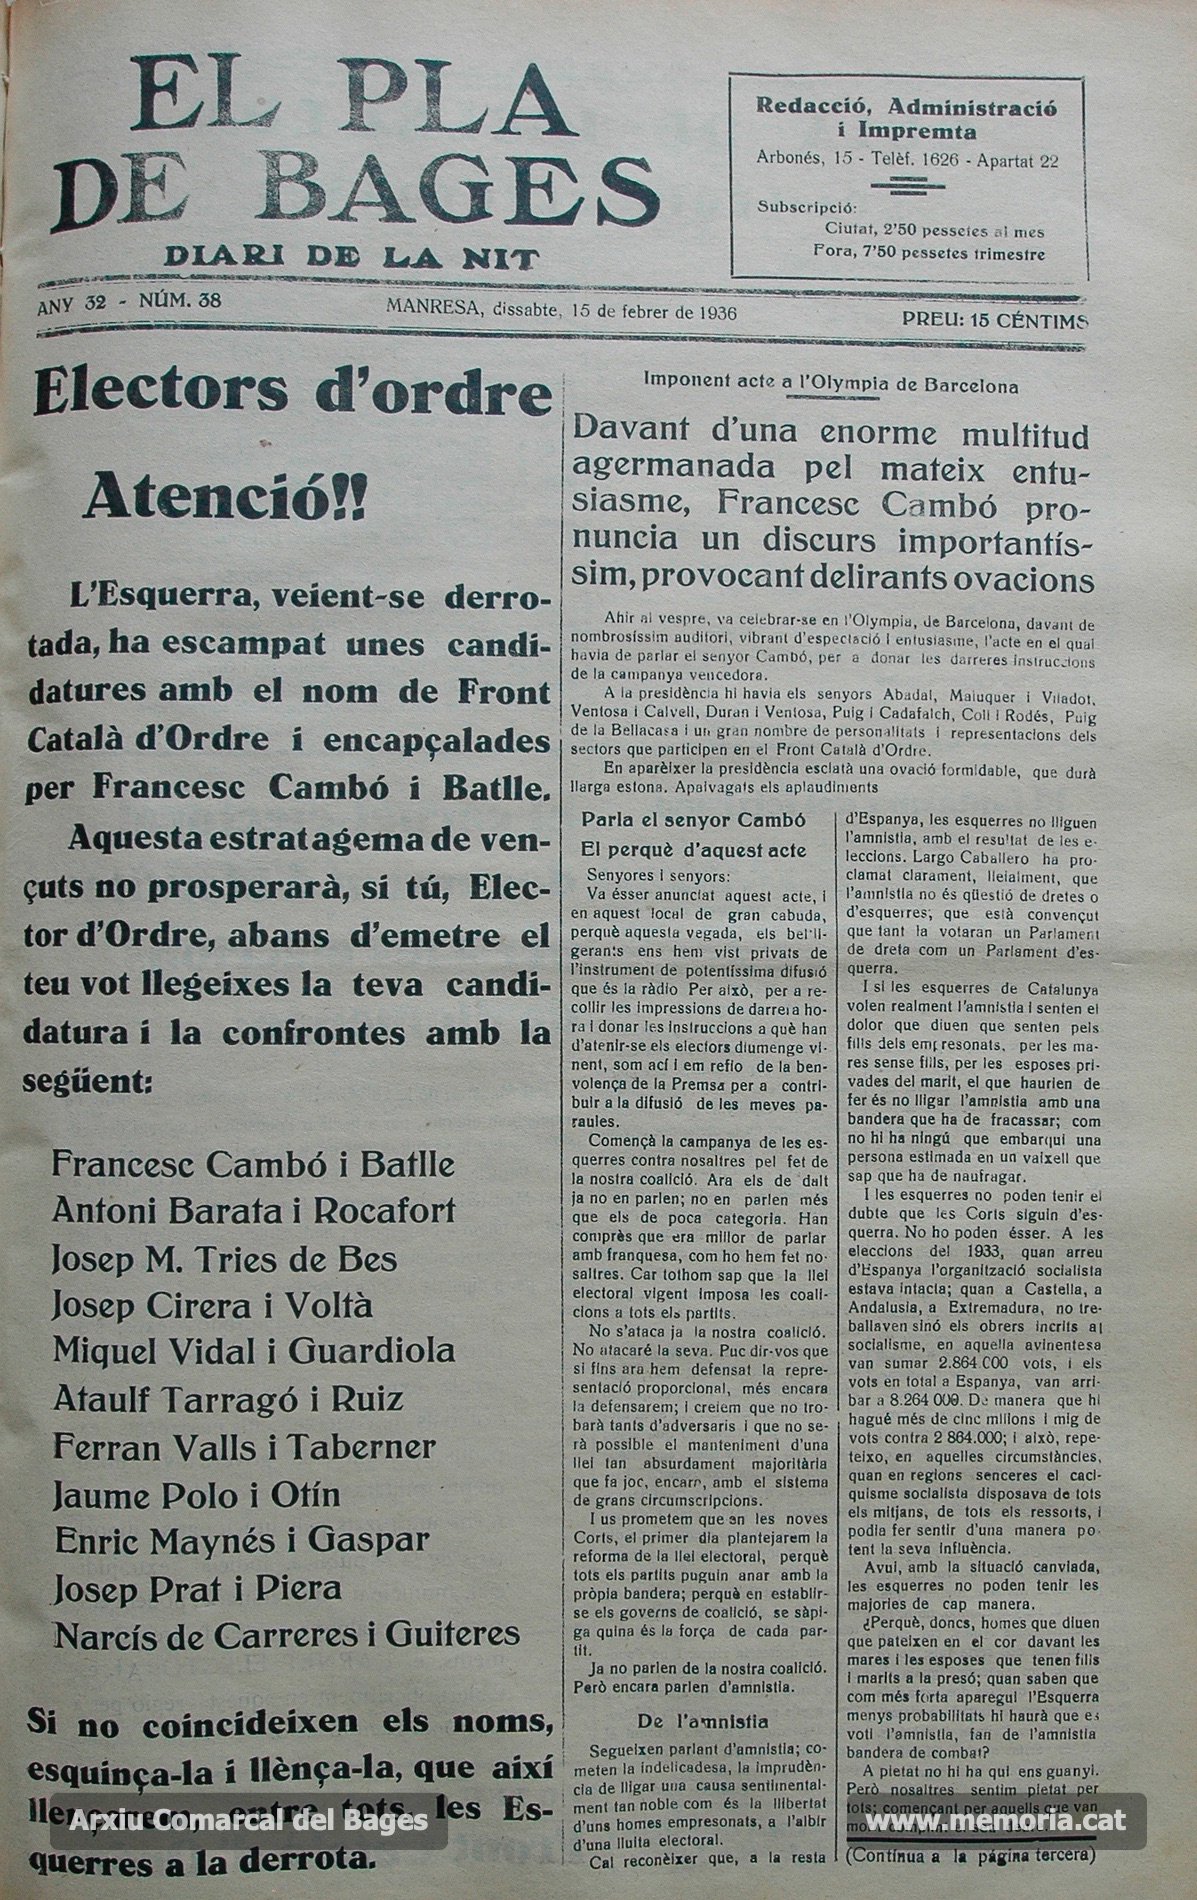 EL PLA
DE BAGES
DIARI DE LA NIT
Redacció, Administració
i Impremta
Arbonés, 15 - Telèf. 1626 - Apartat 22
Subscripció:
Ciutat, 2'50 pessetes al mes
Fora, 7'50 pessetes trimestre
ANY 32 - NÚM. 38
MANRESA, dissabte, 15 de febrer de 1936
PREU: 15 CÉNTIMS
Electors d'ordre
Atenció!!
L'Esquerra, veient-se derro-
tada, ha escampat unes candi-
datures amb el nom de Front
Català d'Ordre i encapçalades
per Francesc Cambó i Batlle.
Aquesta estratagema de ven-
çuts no prosperarà, si tú, Elec-
tor d'Ordre, abans d'emetre el
teu vot llegeixes la teva candi-
datura i la confrontes amb la
següent:
Francesc Cambó i Batlle
Antoni Barata i Rocafort
Josep M. Tries de Bes
Josep Cirera i Voltà
Miquel Vidal i Guardiola
Ataulf Tarragó i Ruiz
Ferran Valls i Taberner
Jaume Polo i Otín
Enric Maynés i Gaspar
Josep Prat i Piera
Narcís de Carreres i Guiteres
Si no coincideixen els noms,
esquinça-la i llènça-la, que així
entre tots les Es-
querres a la derrota.
Imponent acte a l'Olympia de Barcelona
Davant d'una enorme multitud
agermanada pel mateix entu-
siasme, Francesc Cambó pro-
nuncia un discurs importantís-
sim, provocant delirants ovacions
Ahir al vespre, va celebrar-se en l'Olympia, de Barcelona, davant de
nombrosíssim auditori, vibrant d'espectació i entusiasme, l'acte en el qual
havia de parlar el senyor Cambó, per a donar les darreres instruccions
de la campanya vencedora.
A la presidència hi havia els senyors Abadal, Maluquer i Viladot,
Ventosa i Calvell, Duran i Ventosa, Puig i Cadafalch, Coll i Rodés, Puig
de la Bellacasa i un gran nombre de personalitats i representacions dels
sectors que participen en el Front Català d'Ordre.
En aparèixer la presidència esclatà una ovació formidable, que durà
llarga estona. Apaivagats els aplaudiments
Parla el senyor Cambó
El perquè d'aquest acte
Senyores i senyors:
Va ésser anunciat aquest acte, i
en aquest local de gran cabuda,
perquè aquesta vegada, els bel·li-
gerants ens hem vist privats de
l'instrument de potentíssima difusió
que és la ràdio Per això, per a re-
collir les impressions de darrera ho-
ra i donar les instruccions a què han
d'atenir-se els electors diumenge vi-
nent, som ací i em refio de la ben-
volença de la Premsa per a contri-
buir a la difusió de les meves pa-
raules.
Començà la campanya de les es-
querres contra nosaltres pel fet de
la nostra coalició. Ara els de dalt
ja no en parlen; no en parlen més
que els de poca categoria. Han
comprès que era millor de parlar
amb franquesa, com ho hem fet no-
saltres. Car tothom sap que la llei
electoral vigent imposa les coali-
cions a tots els partits.
No s'ataca ja la nostra coalició.
No atacaré la seva. Puc dir-vos que
si fins ara hem defensat la repre-
sentació proporcional, més encara
la defensarem; i creiem que no tro-
barà tants d'adversaris i que no se-
rà possible el manteniment d'una
llei tan absurdament majoritària
que fa joc, encara, amb el sistema
de grans circumscripcions.
I us prometem que en les noves
Corts, el primer dia plantejarem la
reforma de la llei electoral, perquè
tots els partits puguin anar amb la
pròpia bandera; perquè en establir-
se els governs de coalició, se sàpi-
ga quina és la força de cada par-
tit.
Ja no parlen de la nostra coalició.
Però encara parlen d'amnistia.
De l'amnistia
Segueixen parlant d'amnistia; co-
meten la indelicadesa, la imprudèn-
cia de lligar una causa sentimental-
ment tan noble com és la llibertat
d'uns homes empresonats, a l'albir
d'una lluita electoral.
Cal reconèixer que, a la resta
d'Espanya, les esquerres no lliguen
l'amnistia, amb el resultat de les e-
leccions. Largo Caballero ha pro-
clamat clarament, lleialment, que
l'amnistia no és qüestió de dretes o
d'esquerres; que està convençut
que tant la votaran un Parlament
de dreta com un Parlament d'es-
querra.
I si les esquerres de Catalunya
volen realment l'amnistia i senten el
dolor que diuen que senten pels
fills dels empresonats, per les ma-
res sense fills, per les esposes pri-
vades del marit, el que haurien de
fer és no lligar l'amnistia amb una
bandera que ha de fracassar; com
no hi ha ningú que embarqui una
persona estimada en un vaixell que
sap que ha de naufragar.
I les esquerres no poden tenir el
dubte que les Corts siguin d'es-
querra. No ho poden ésser. A les
eleccions del 1933, quan arreu
d'Espanya l'organització socialista
estava intacta; quan a Castella, a
Andalusia, a Extremadura, no tre-
ballaven sinó els obrers incrits al
socialisme, en aquella avinentesa
van sumar 2.864.000 vots, i els
vots en total a Espanya, van arri-
bar a 8.264 000. De manera que hi
hagué més de cinc milions i mig de
vots contra 2 864.000; i això, repe-
teixo, en aquelles circumstàncies,
quan en regions senceres el caci-
quisme socialista disposava de tots
els mitjans, de tots els ressorts, i
podia fer sentir d'una manera po-
tent la seva influència.
Avui, amb la situació canviada,
les esquerres no poden tenir les
majories de cap manera.
¿Perquè, doncs, homes que diuen
que pateixen en el cor davant les
mares i les esposes que tenen fills
i marits a la presó; quan saben que
com més forta aparegui l'Esquerra
menys probabilitats hi haurà que es
voti l'amnistia, fan de l'amnistia
bandera de combat?
A pietat no hi ha qui ens guanyi.
Però nosaltres sentim pietat per
tots; començant per aquells que van
(Continua a la pàgina tercera)
Arxiu Comarcal del Bages
www.memoria.cat